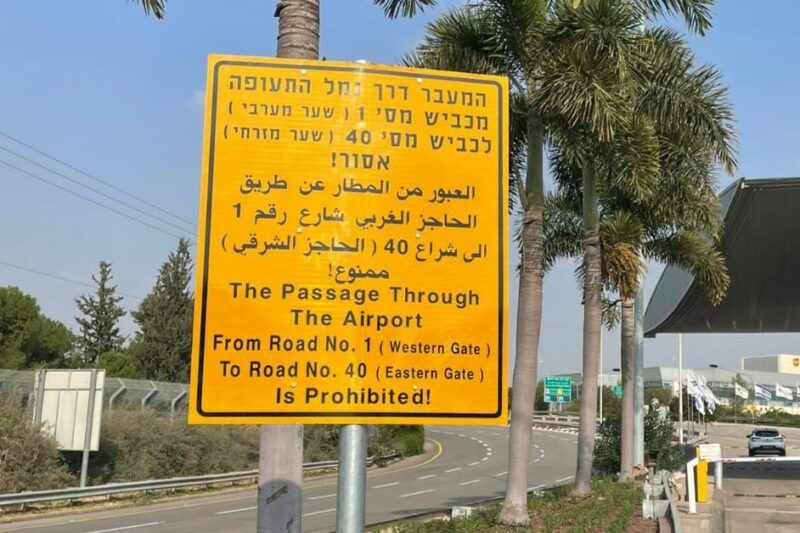 המעבר דרך נמל התעופה
מכביש מס' 1 ( שער מערבי )
לכביש מס' 40 ( שער מזרחי )
אסור!
العبور من المطار عن طريق
الحاجز الغربي شارع رقم 1
الى شراع 40 ( الحاجز الشرقي )
ممنوع!
The Passage Through
The Airport
From Road No. 1 ( Western Gate )
To Road No. 40 ( Eastern Gate )
Is Prohibited!